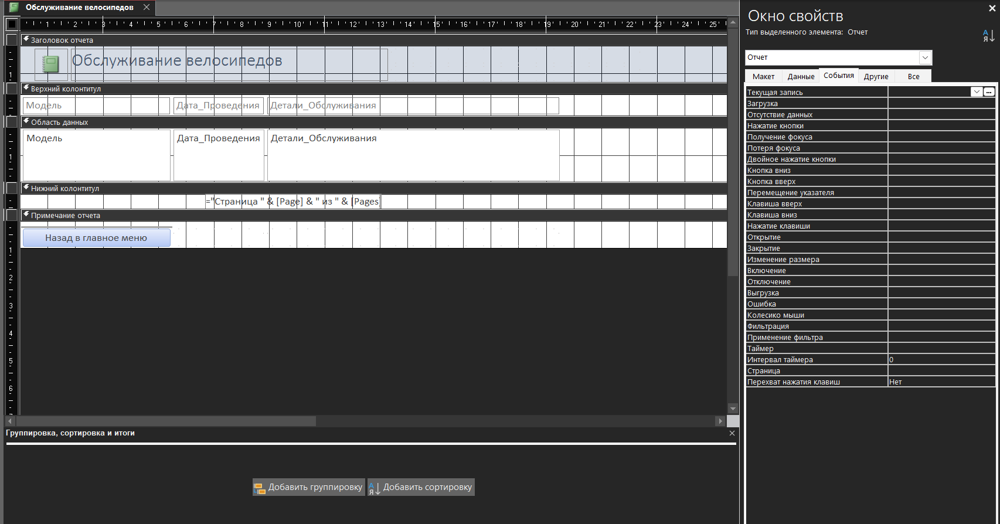 Обслуживание велосипедов
1 2 3 4 5 6 7 8 9 10 11 12 13 14 15 16 17 18 19 20 21 22 23 24 25
Заголовок отчета
Обслуживание велосипедов
1
Верхний колонтитул
Модель Дата_Проведения Детали_Обслуживания
Область данных
Модель Дата_Проведения Детали_Обслуживания
1
Нижний колонтитул
="Страница " & [Page] & " из " & [Pages]
Примечание отчета
Назад в главное меню
1
2
3
4
5
6
Группировка, сортировка и итоги
Добавить группировку Добавить сортировку
Окно свойств
Тип выделенного элемента: Отчет
АЯ
Отчет
Макет Данные События Другие Все
Текущая запись
Загрузка
Отсутствие данных
Нажатие кнопки
Получение фокуса
Потеря фокуса
Двойное нажатие кнопки
Кнопка вниз
Кнопка вверх
Перемещение указателя
Клавиша вверх
Клавиша вниз
Нажатие клавиши
Открытие
Закрытие
Изменение размера
Включение
Отключение
Выгрузка
Ошибка
Колесико мыши
Фильтрация
Применение фильтра
Таймер
Интервал таймера 0
Страница
Перехват нажатия клавиш Нет